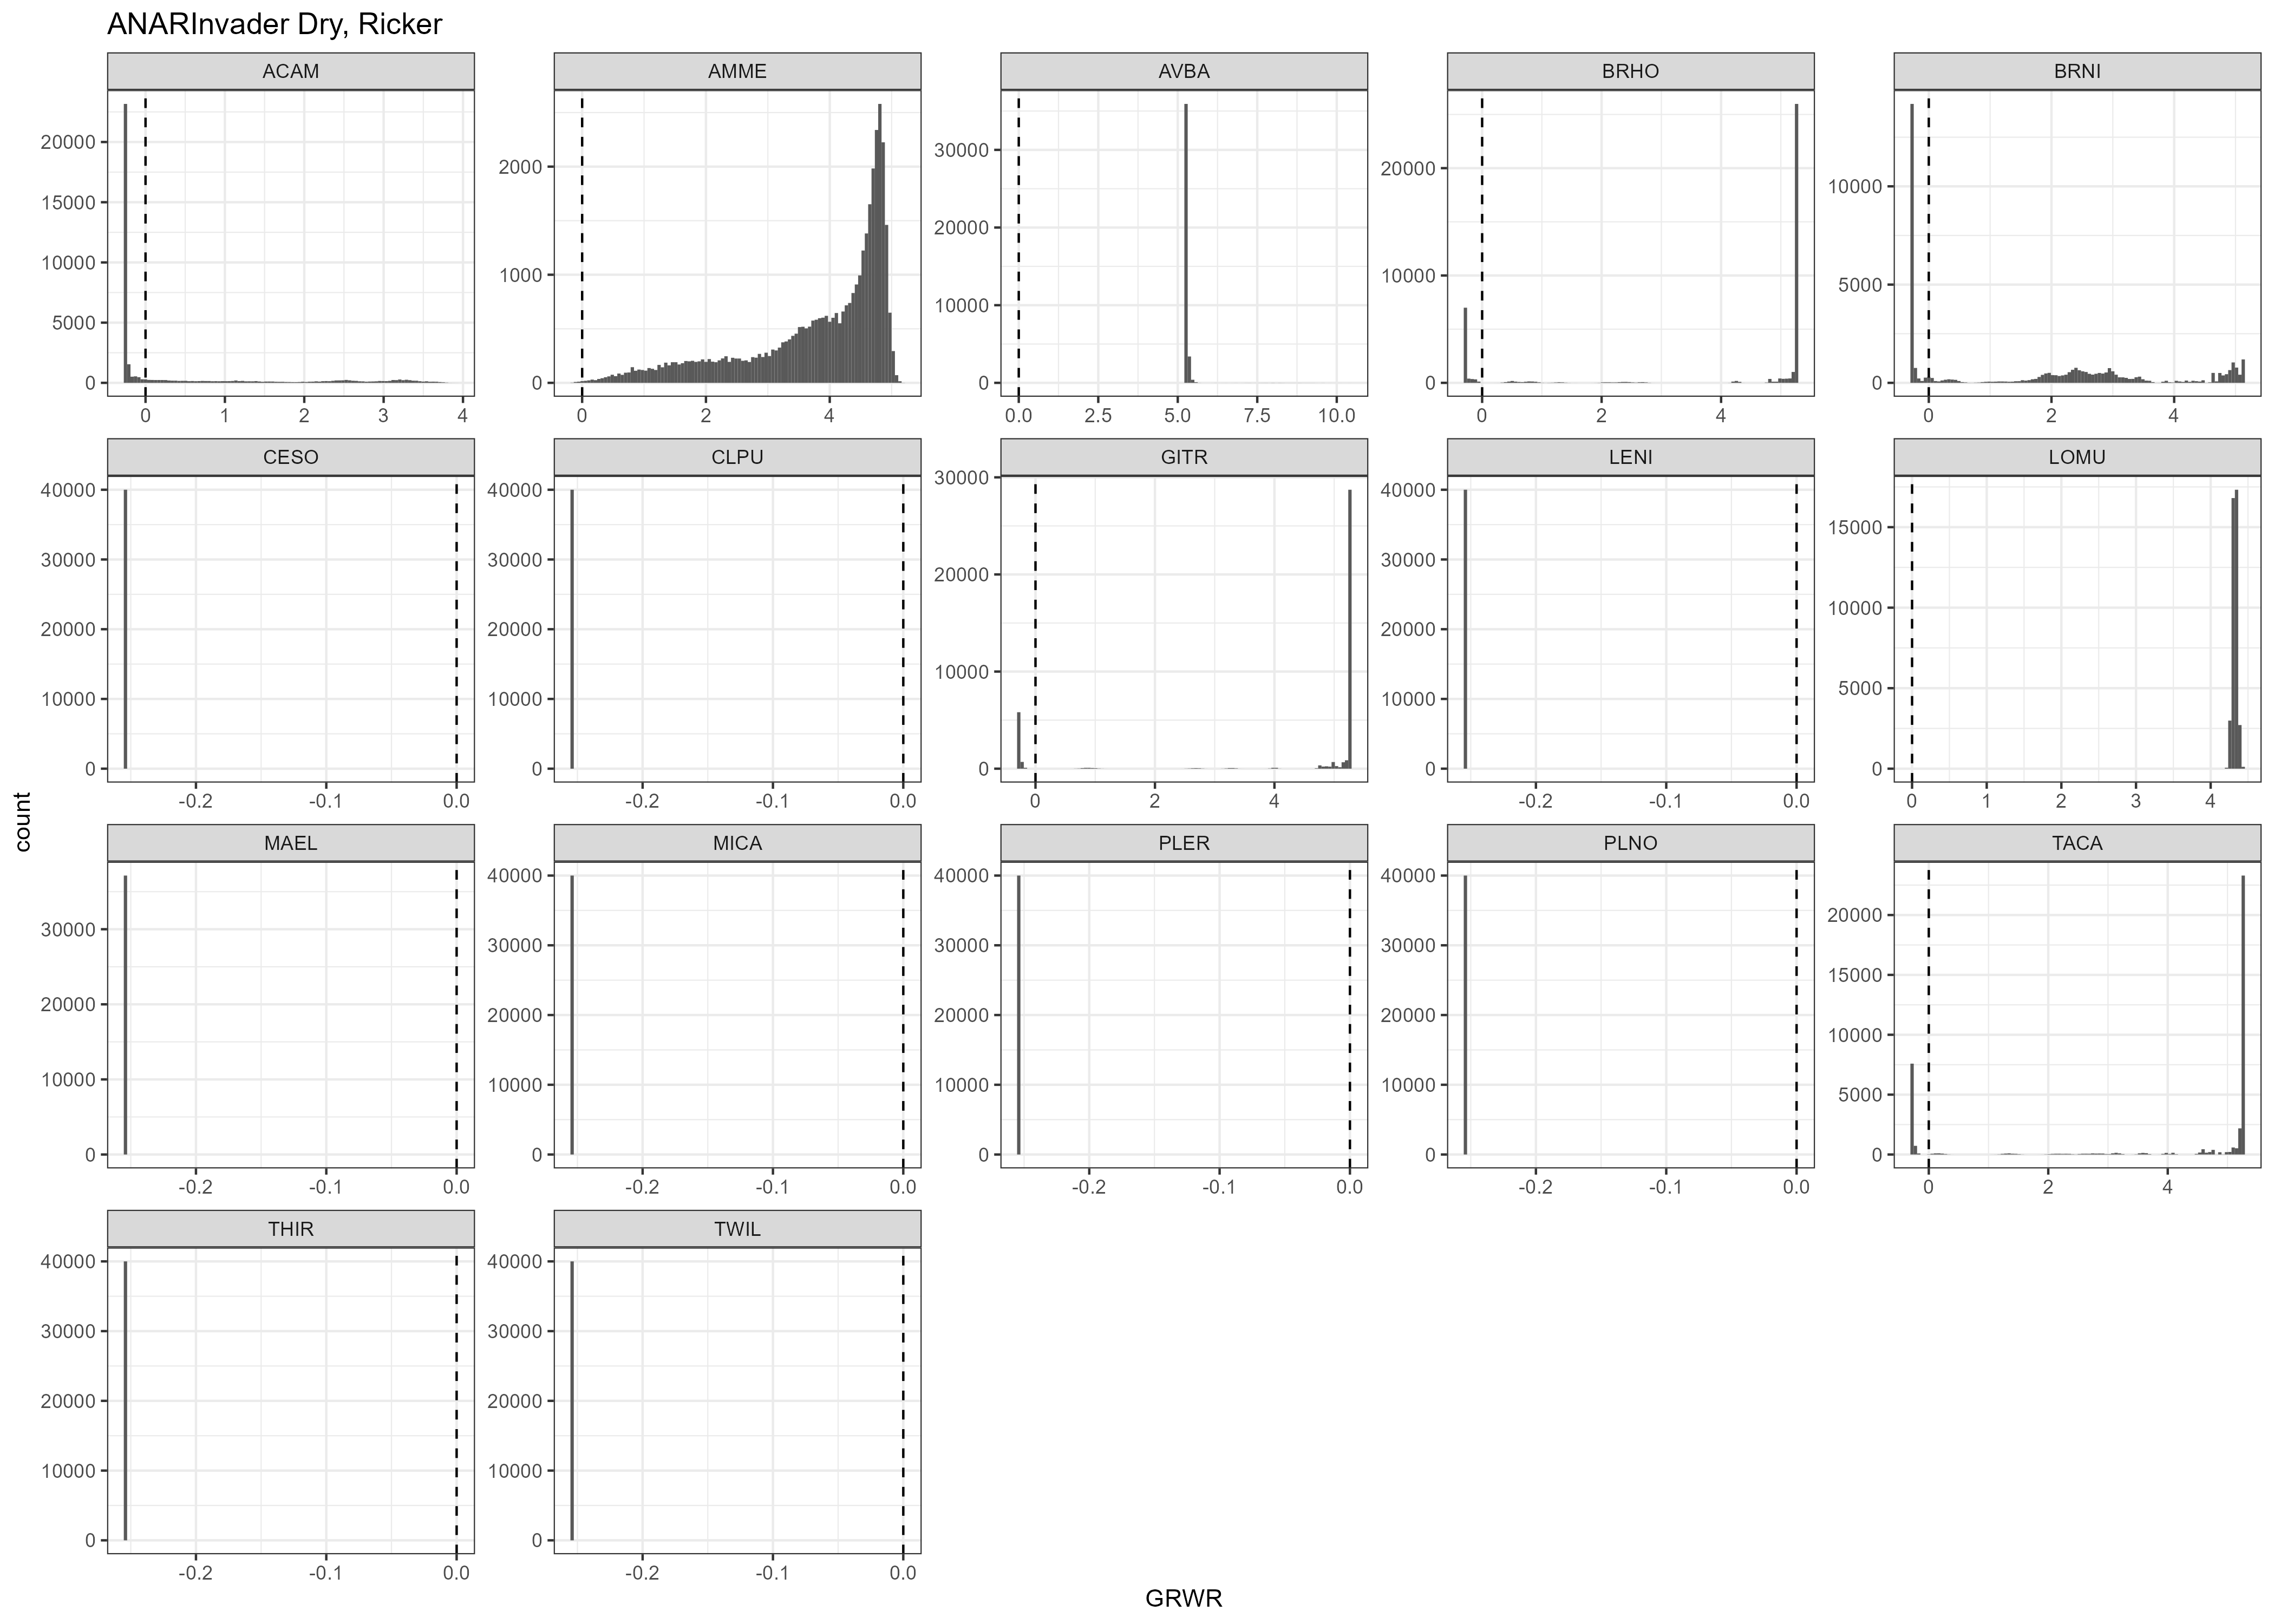 ANARInvader Dry, Ricker
ACAM AMME AVBA BRHO BRNI
20000 15000 10000 5000 0
2000 1000 0
30000 20000 10000 0
20000 10000 0
10000 5000 0
0 1 2 3 4
0 2 4
0.0 2.5 5.0 7.5 10.0
0 2 4
0 2 4
CESO CLPU GITR LENI LOMU
40000 30000 20000 10000 0
40000 30000 20000 10000 0
30000 20000 10000 0
40000 30000 20000 10000 0
15000 10000 5000 0
-0.2 -0.1 0.0
-0.2 -0.1 0.0
0 2 4
-0.2 -0.1 0.0
0 1 2 3 4
count
MAEL MICA PLER PLNO TACA
30000 20000 10000 0
40000 30000 20000 10000 0
40000 30000 20000 10000 0
40000 30000 20000 10000 0
20000 15000 10000 5000 0
-0.2 -0.1 0.0
-0.2 -0.1 0.0
-0.2 -0.1 0.0
-0.2 -0.1 0.0
0 2 4
THIR TWIL
40000 30000 20000 10000 0
40000 30000 20000 10000 0
-0.2 -0.1 0.0
-0.2 -0.1 0.0
GRWR